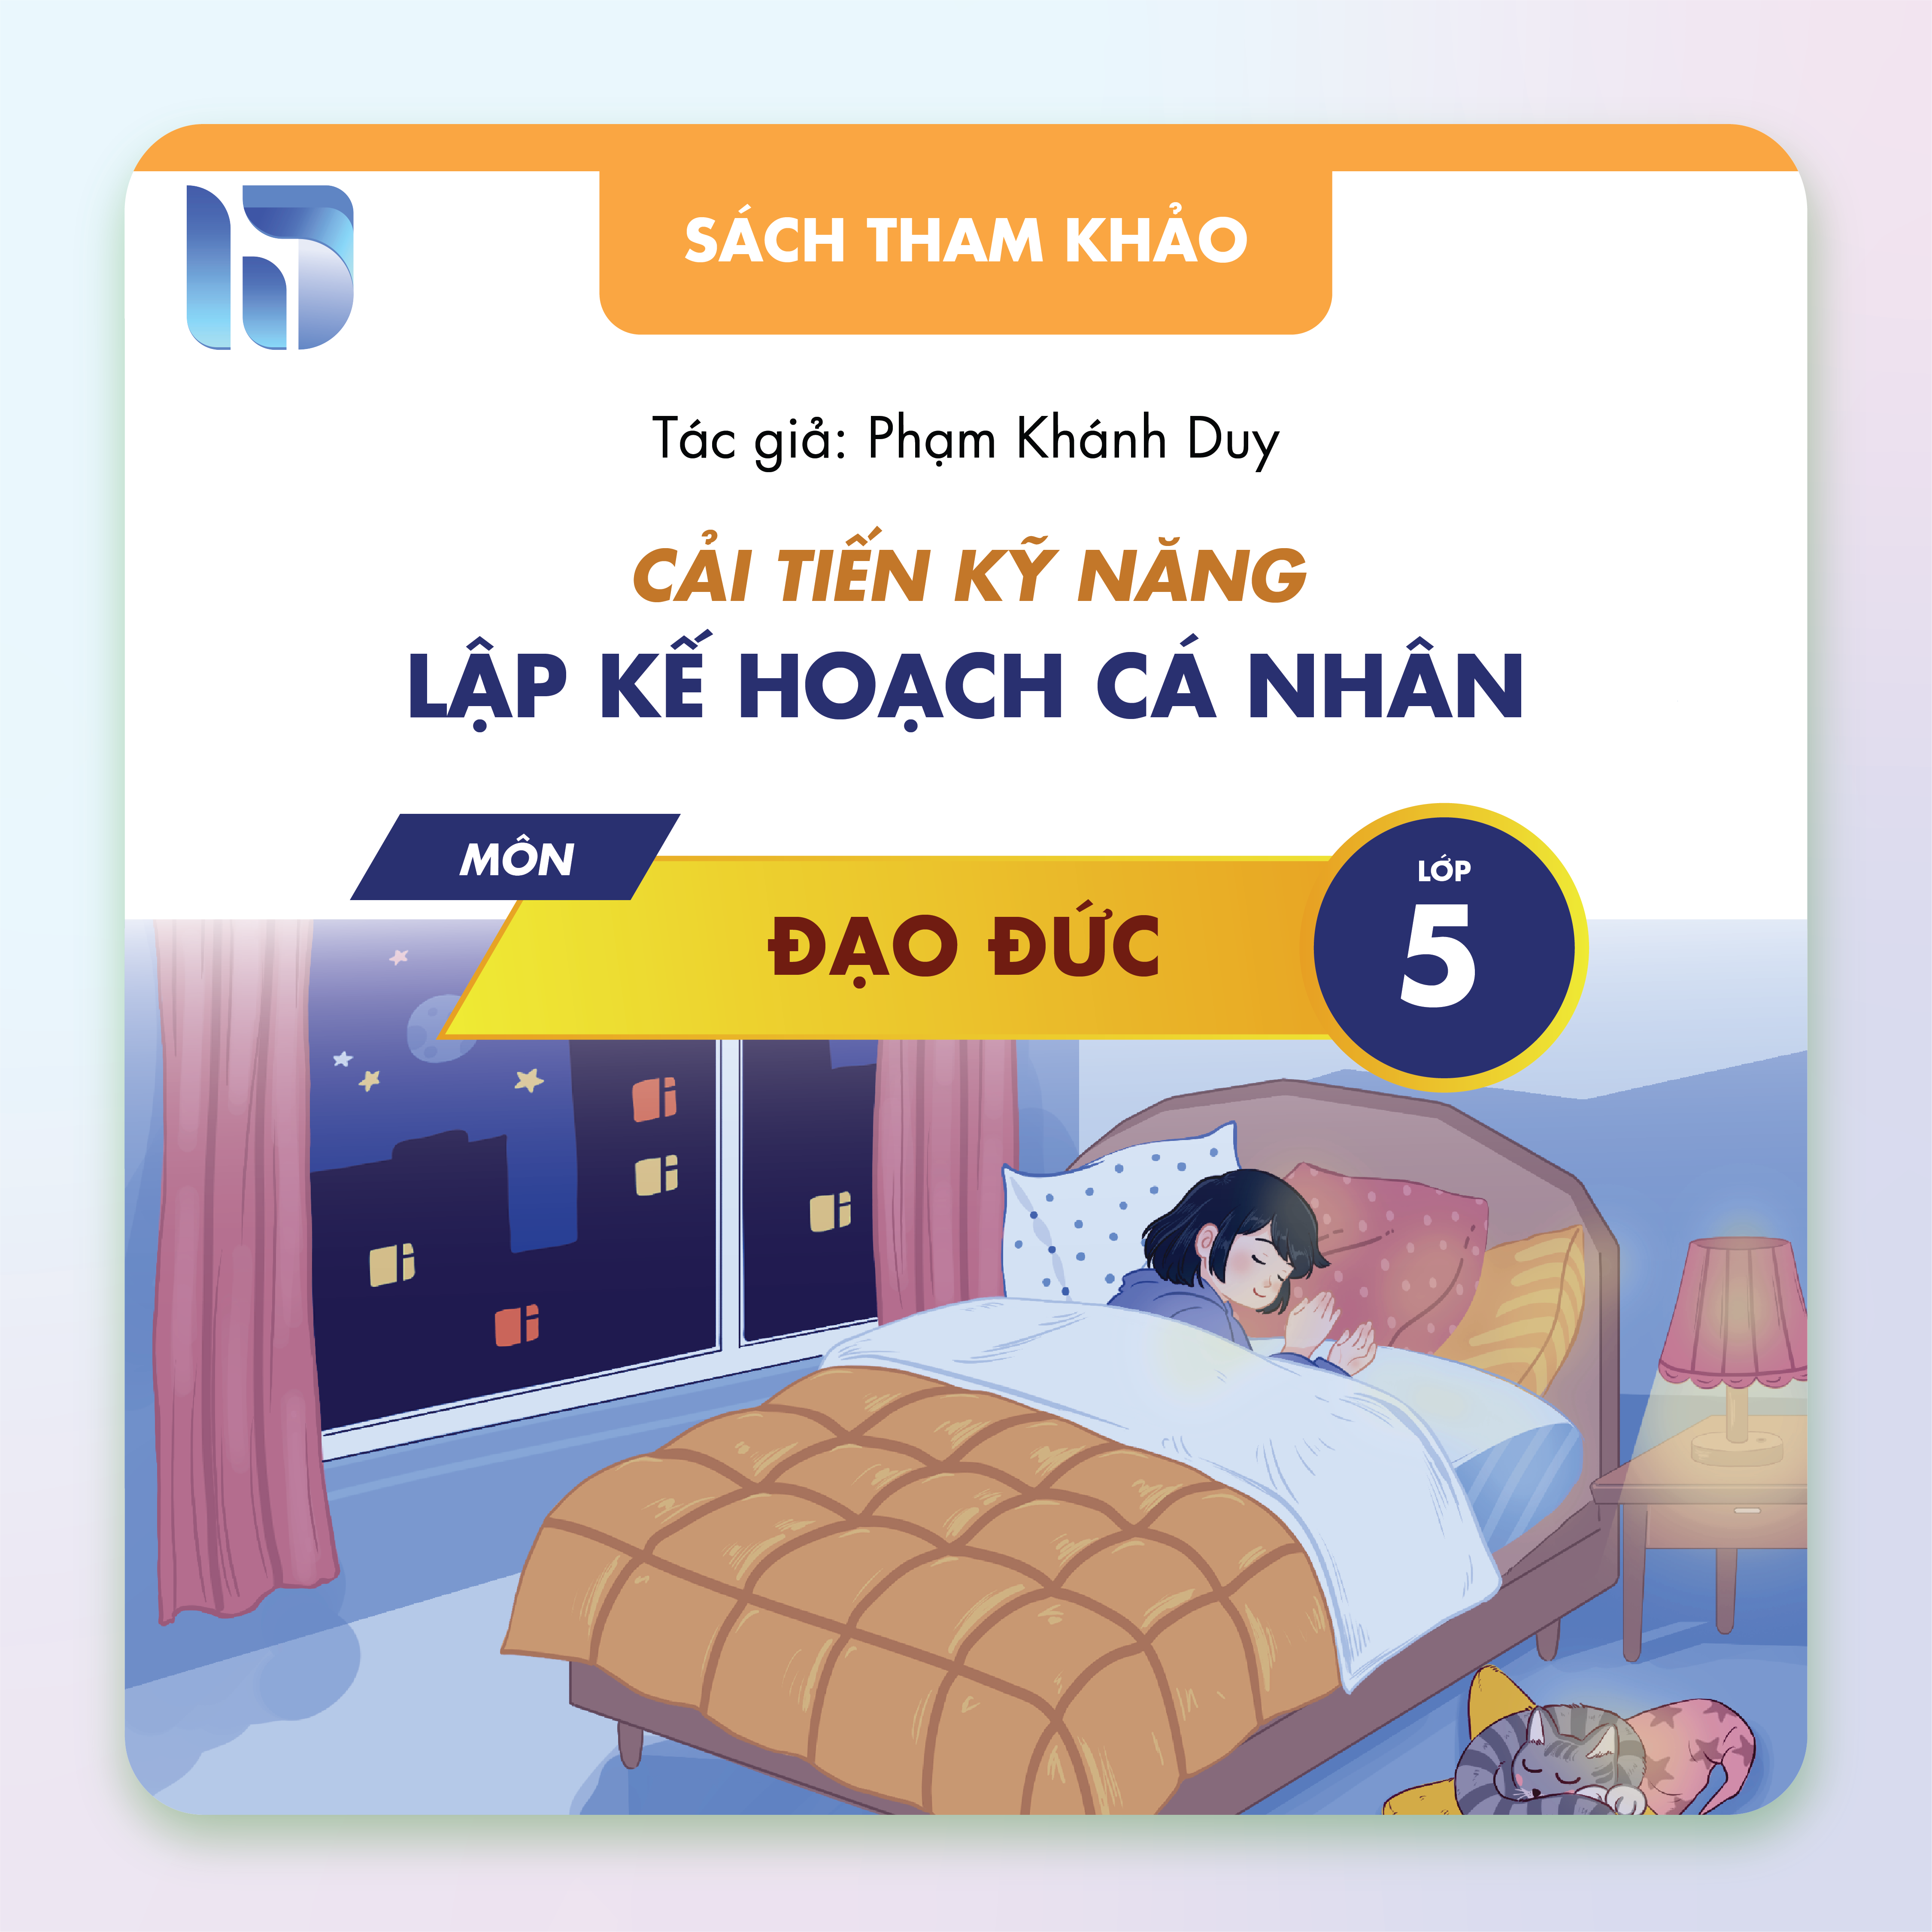 SÁCH THAM KHẢO
Tác giả: Phạm Khánh Duy
CẢI TIẾN KỸ NĂNG
LẬP KẾ HOẠCH CÁ NHÂN
MÔN
ĐẠO ĐỨC
LỚP
5